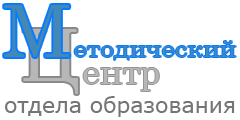 Методический
Центр
отдела образования